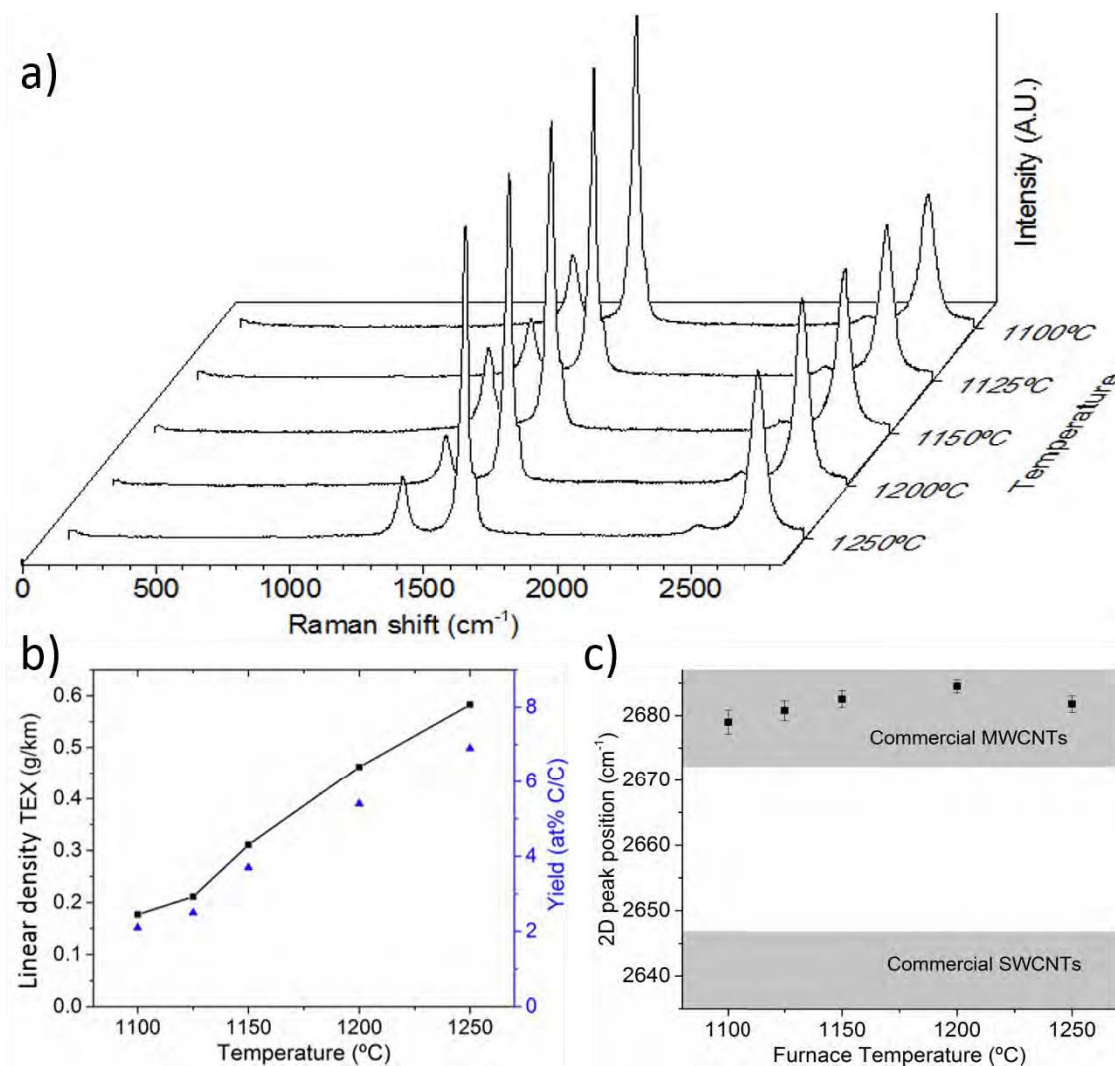 a)
Intensity (A.U.)
1100ºC
1125ºC
1150ºC
1200ºC
1250ºC
Temperature
0 500 1000 1500 2000 2500
Raman shift (cm-1)
b)
Linear density TEX (g/km)
0.6
0.5
0.4
0.3
0.2
0.1
0.0
8
6
4
2
0
Yield (at% C/C)
1100 1150 1200 1250
Temperature (ºC)
c)
2D peak position (cm-1)
2680
2670
2660
2650
2640
Commercial MWCNTs
Commercial SWCNTs
1100 1150 1200 1250
Furnace Temperature (ºC)